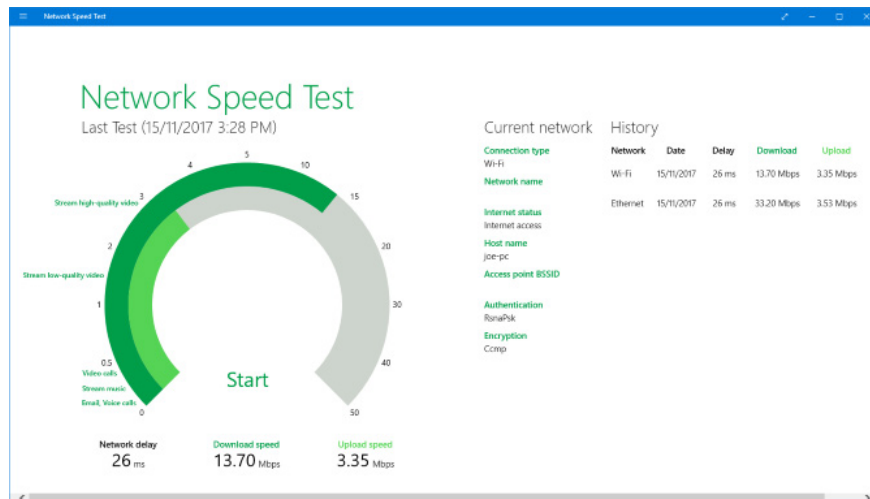 Network Speed Test
Network Speed Test
Last Test (15/11/2017 3:28 PM)
5
4
10
3
15
Stream high-quality video
2
20
Stream low-quality video
1
30
0.5
40
Video calls
Stream music
Email, Voice calls
0
50
Start
Network delay
26 ms
Download speed
13.70 Mbps
Upload speed
3.35 Mbps
Current network
Connection type
Wi-Fi
Network name
Internet status
Internet access
Host name
joe-pc
Access point BSSID
Authentication
RsnaPsk
Encryption
Ccmp
History
Network Date Delay Download Upload
Wi-Fi 15/11/2017 26 ms 13.70 Mbps 3.35 Mbps
Ethernet 15/11/2017 26 ms 33.20 Mbps 3.53 Mbps